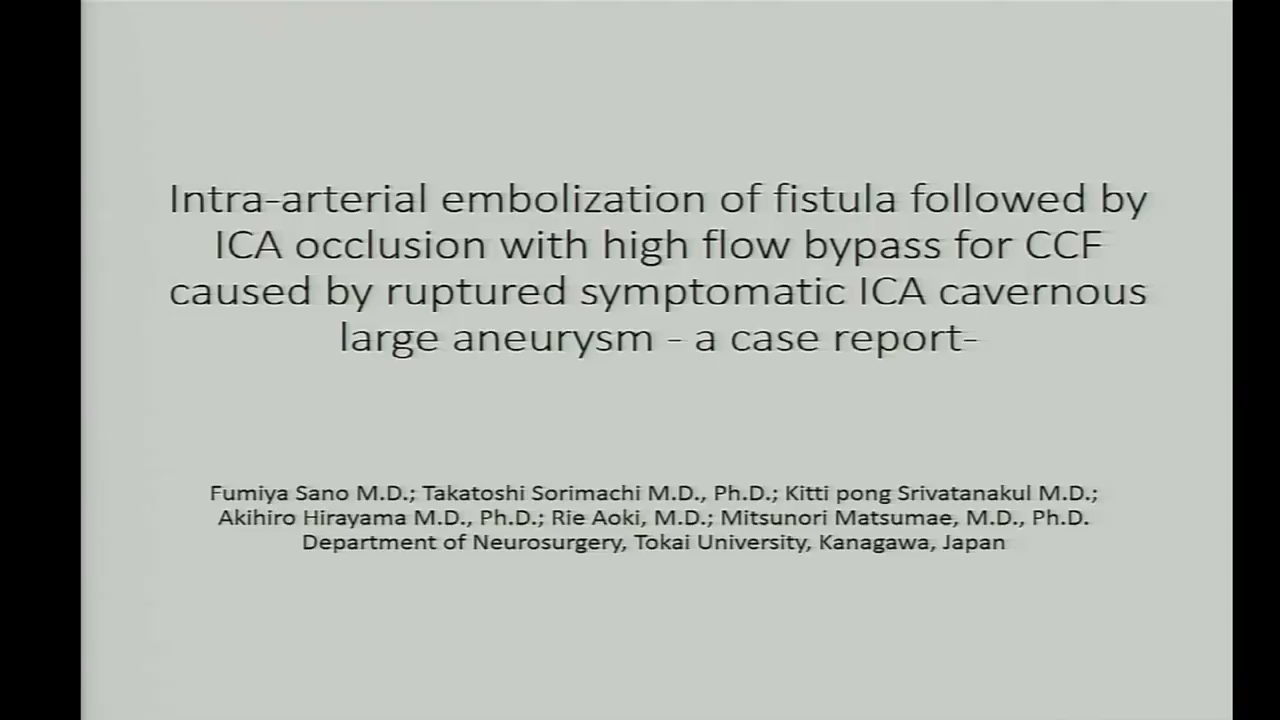 Intra-arterial embolization of fistula followed by
ICA occlusion with high flow bypass for CCF
caused by ruptured symptomatic ICA cavernous
large aneurysm - a case report-
Fumiya Sano M.D.; Takatoshi Sorimachi M.D., Ph.D.; Kitti pong Srivatanakul M.D.;
Akihiro Hirayama M.D., Ph.D.; Rie Aoki, M.D.; Mitsunori Matsumae, M.D., Ph.D.
Department of Neurosurgery, Tokai University, Kanagawa, Japan